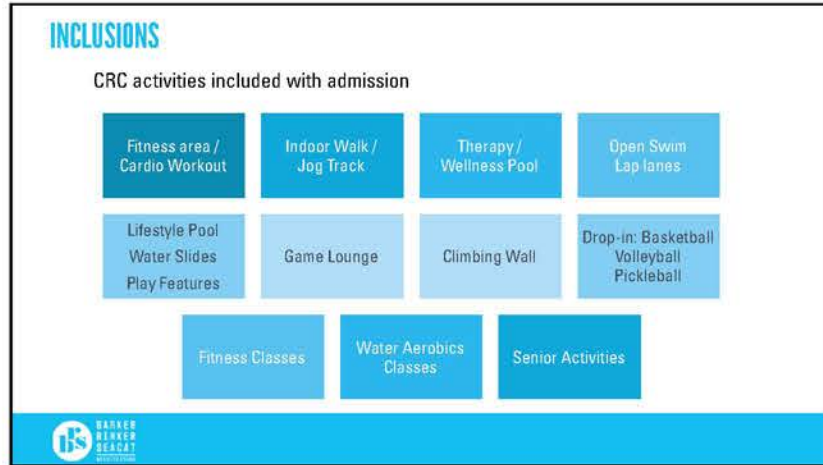 INCLUSIONS
CRC activities included with admission
Fitness area /
Cardio Workout
Indoor Walk /
Jog Track
Therapy /
Wellness Pool
Open Swim
Lap lanes
Lifestyle Pool
Water Slides
Play Features
Game Lounge
Climbing Wall
Drop-in: Basketball
Volleyball
Pickleball
Fitness Classes
Water Aerobics
Classes
Senior Activities
BARKER
RINKER
SEACAT